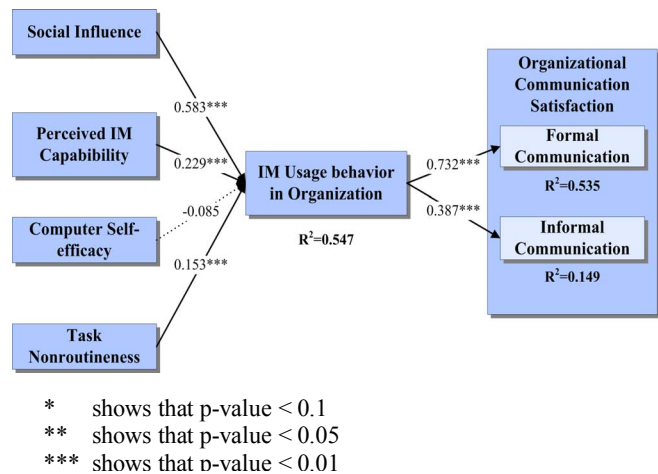 Social Influence
Perceived IM
Capabibility
Computer Self-
efficacy
Task
Nonroutineness
0.583***
0.229***
-0.085
0.153***
IM Usage behavior
in Organization
R²=0.547
0.732***
0.387***
Organizational
Communication
Satisfaction
Formal
Communication
R²=0.535
Informal
Communication
R²=0.149
* shows that p-value < 0.1
** shows that p-value < 0.05
*** shows that p-value < 0.01